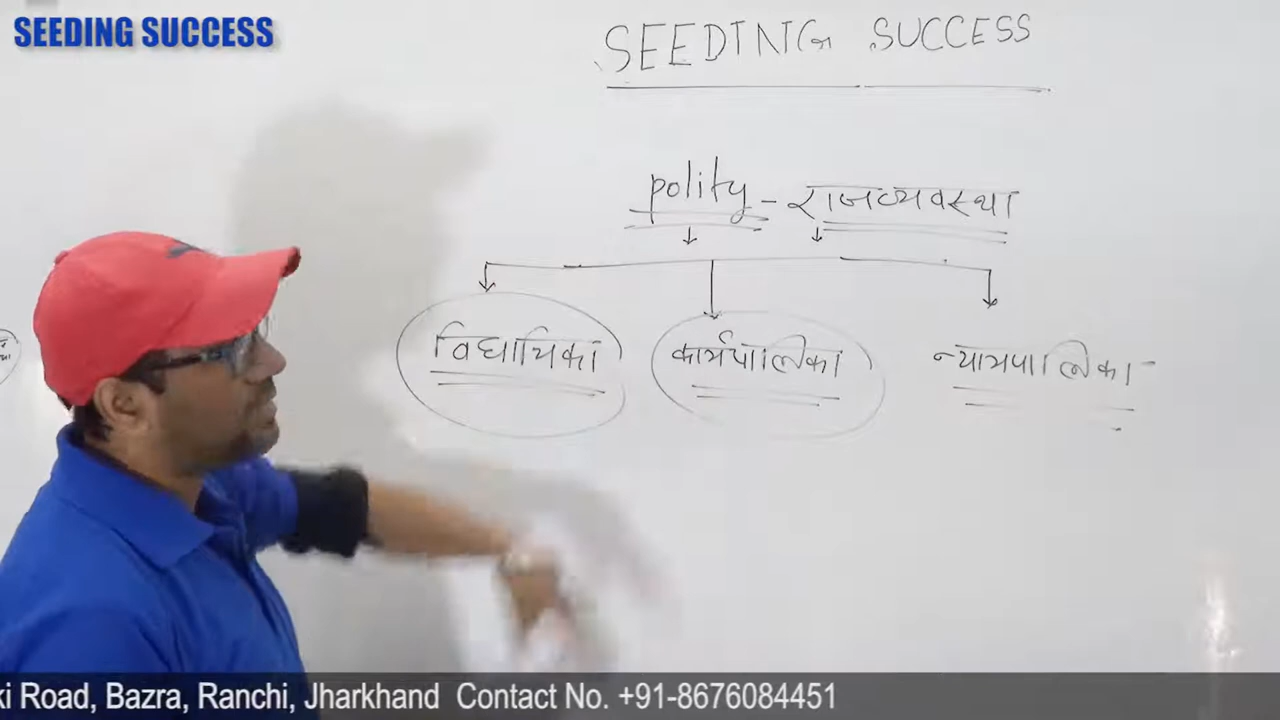 SEEDING SUCCESS
SEEDING SUCCESS
polity - राजव्यवस्था
विधायिका कार्यपालिका न्यायपालिका
ki Road, Bazra, Ranchi, Jharkhand Contact No. +91-8676084451